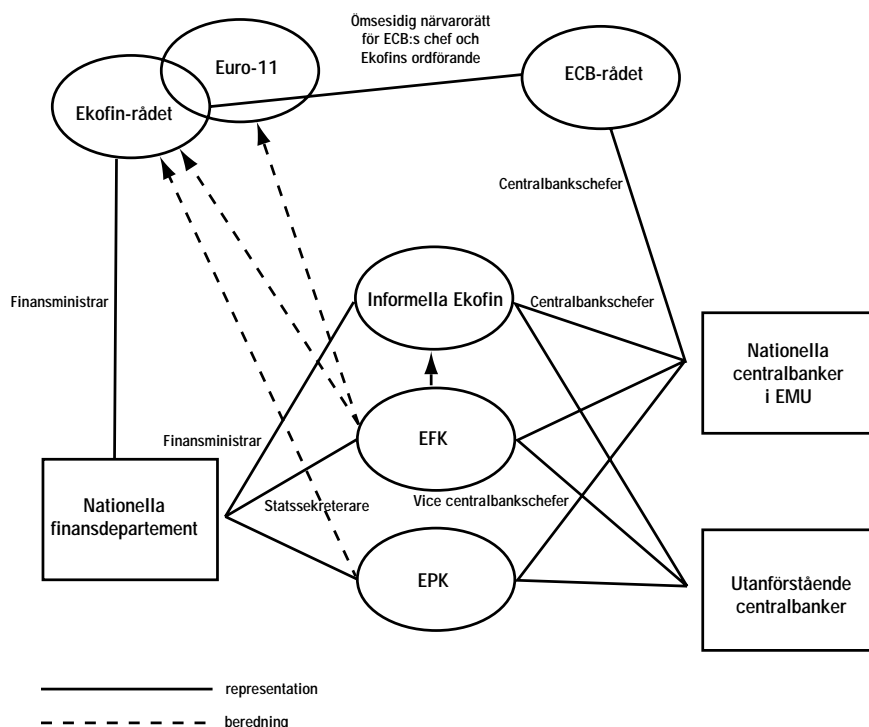 Ömsesidig närvarorätt
för ECB:s chef och
Ekofins ordförande
Euro-11
ECB-rådet
Ekofin-rådet
Centralbankschefer
Finansministrar
Informella Ekofin
Centralbankschefer
Nationella
centralbanker
i EMU
Finansministrar
EFK
Nationella
finansdepartement
Statssekreterare
Vice centralbankschefer
EPK
Utanförstående
centralbanker
representation
beredning